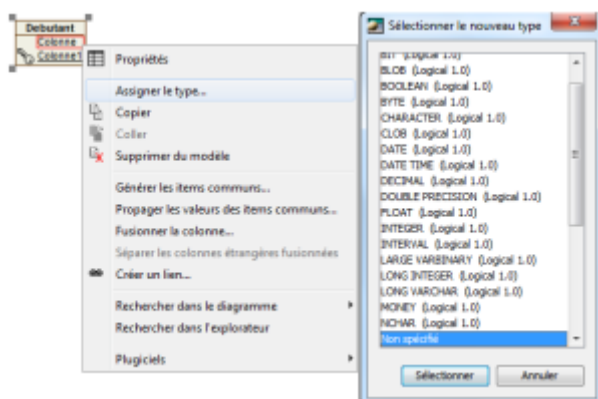 Debutant
Colonne
Colonne1
Propriétés
Assigner le type...
Copier
Coller
Supprimer du modèle
Générer les items communs...
Propager les valeurs des items communs...
Fusionner la colonne...
Séparer les colonnes étrangères fusionnées
Créer un lien...
Rechercher dans le diagramme
Rechercher dans l'explorateur
Plugiciels
Sélectionner le nouveau type
BIT (Logical 1.0)
BLOB (Logical 1.0)
BOOLEAN (Logical 1.0)
BYTE (Logical 1.0)
CHARACTER (Logical 1.0)
CLOB (Logical 1.0)
DATE (Logical 1.0)
DATE TIME (Logical 1.0)
DECIMAL (Logical 1.0)
DOUBLE PRECISION (Logical 1.0)
FLOAT (Logical 1.0)
INTEGER (Logical 1.0)
INTERVAL (Logical 1.0)
LARGE VARBINARY (Logical 1.0)
LONG INTEGER (Logical 1.0)
LONG VARCHAR (Logical 1.0)
MONEY (Logical 1.0)
NCHAR (Logical 1.0)
Non spécifié
Sélectionner
Annuler